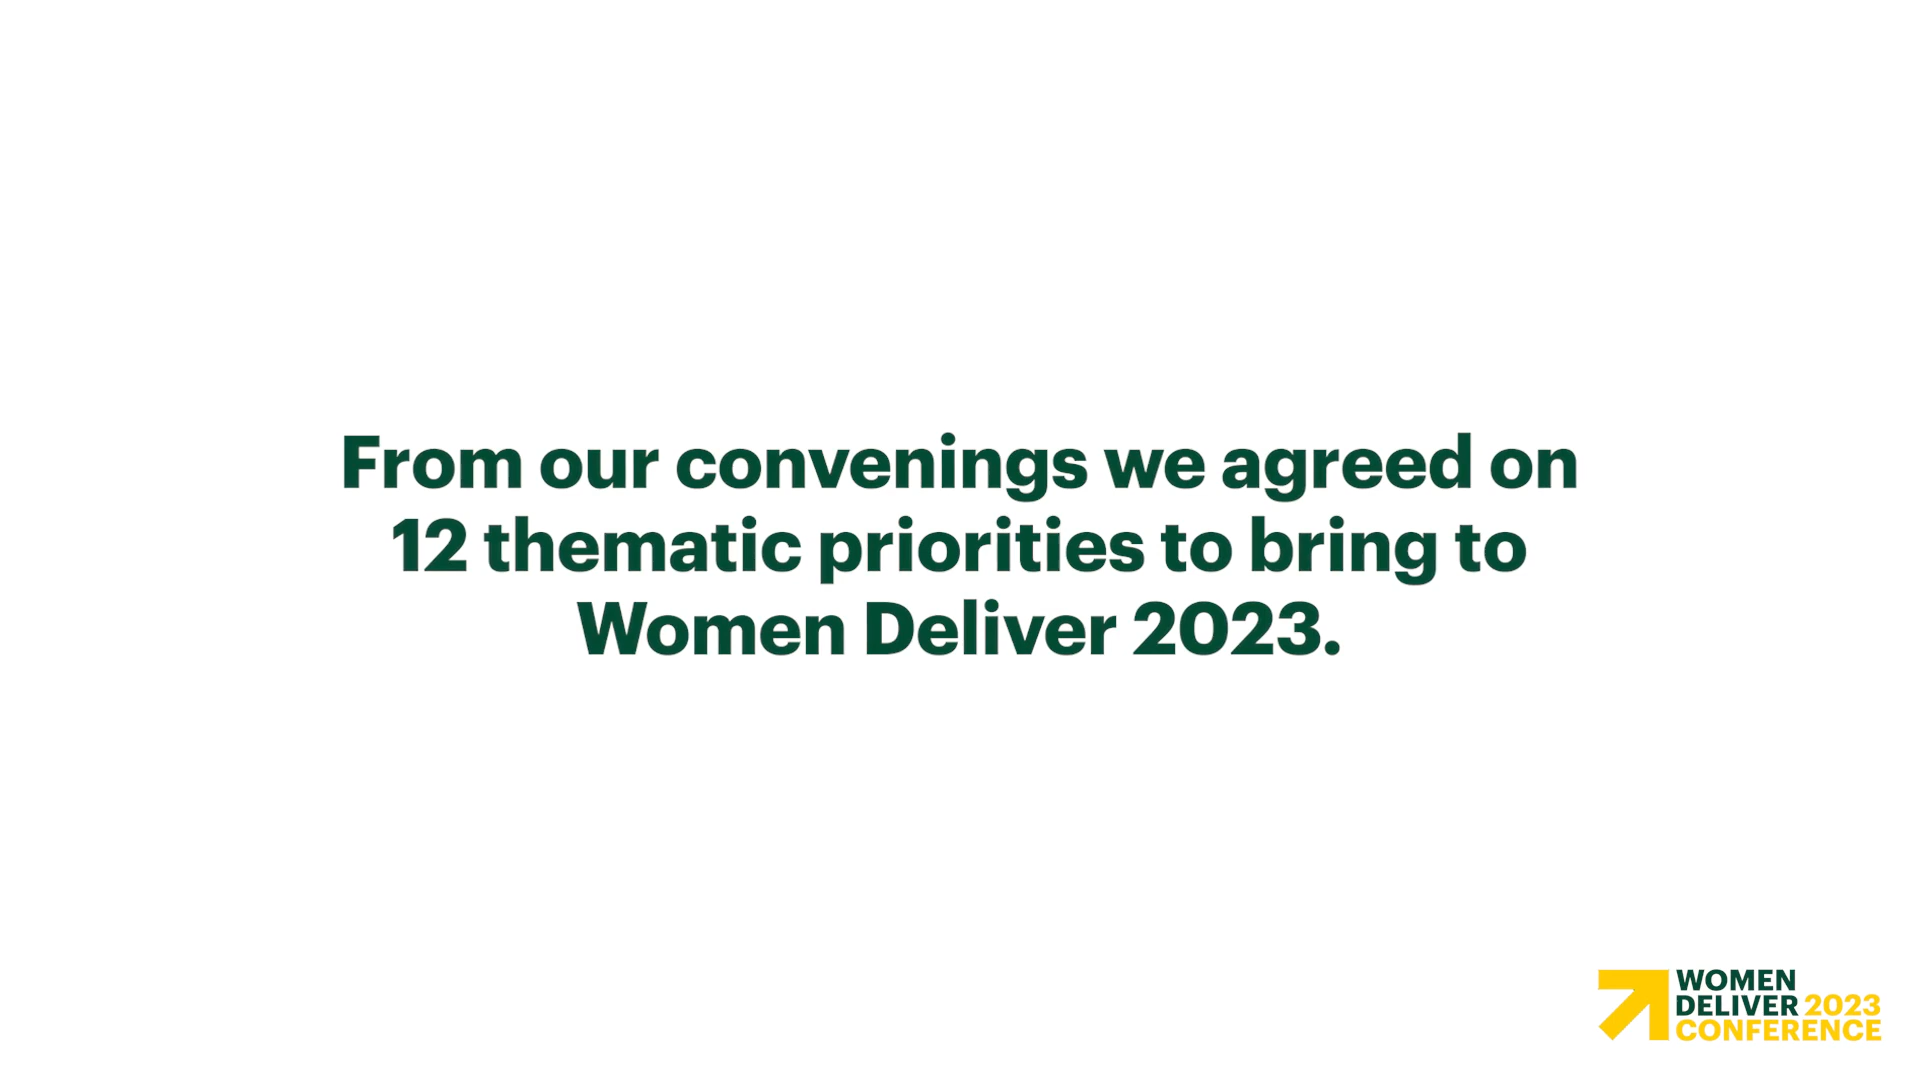 From our convenings we agreed on
12 thematic priorities to bring to
Women Deliver 2023.
WOMEN
DELIVER 2023
CONFERENCE